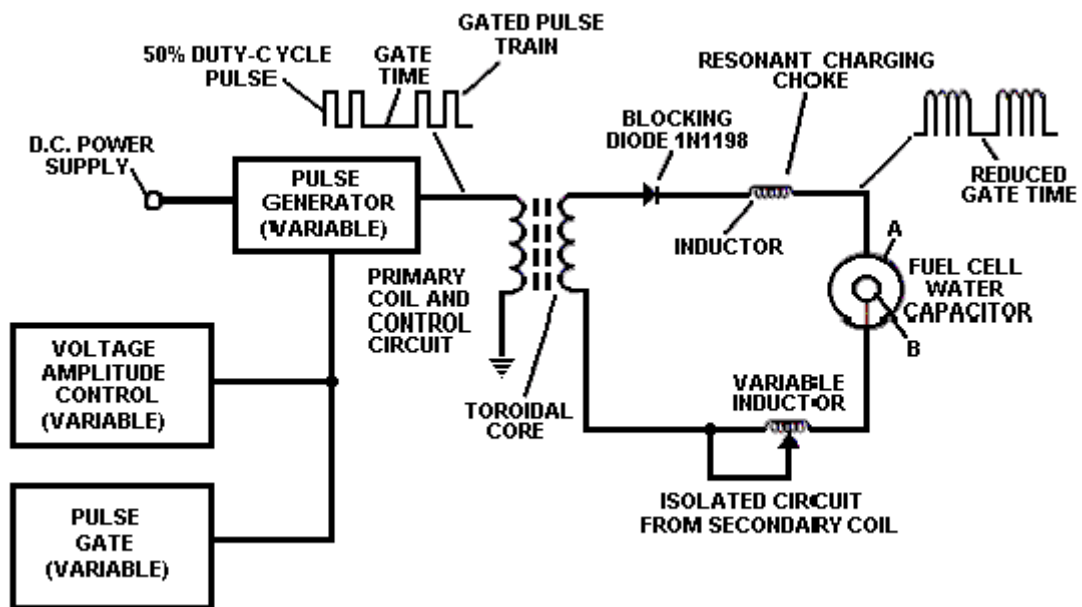 GATED PULSE
TRAIN
50% DUTY-CYCLE
PULSE
GATE
TIME
RESONANT CHARGING
CHOKE
D.C. POWER
SUPPLY
BLOCKING
DIODE 1N1198
REDUCED
GATE TIME
PULSE
GENERATOR
(VARIABLE)
INDUCTOR
A
FUEL CELL
WATER
CAPACITOR
B
PRIMARY
COIL AND
CONTROL
CIRCUIT
VOLTAGE
AMPLITUDE
CONTROL
(VARIABLE)
TOROIDAL
CORE
VARIABLE
INDUCTOR
PULSE
GATE
(VARIABLE)
ISOLATED CIRCUIT
FROM SECONDAIRY COIL